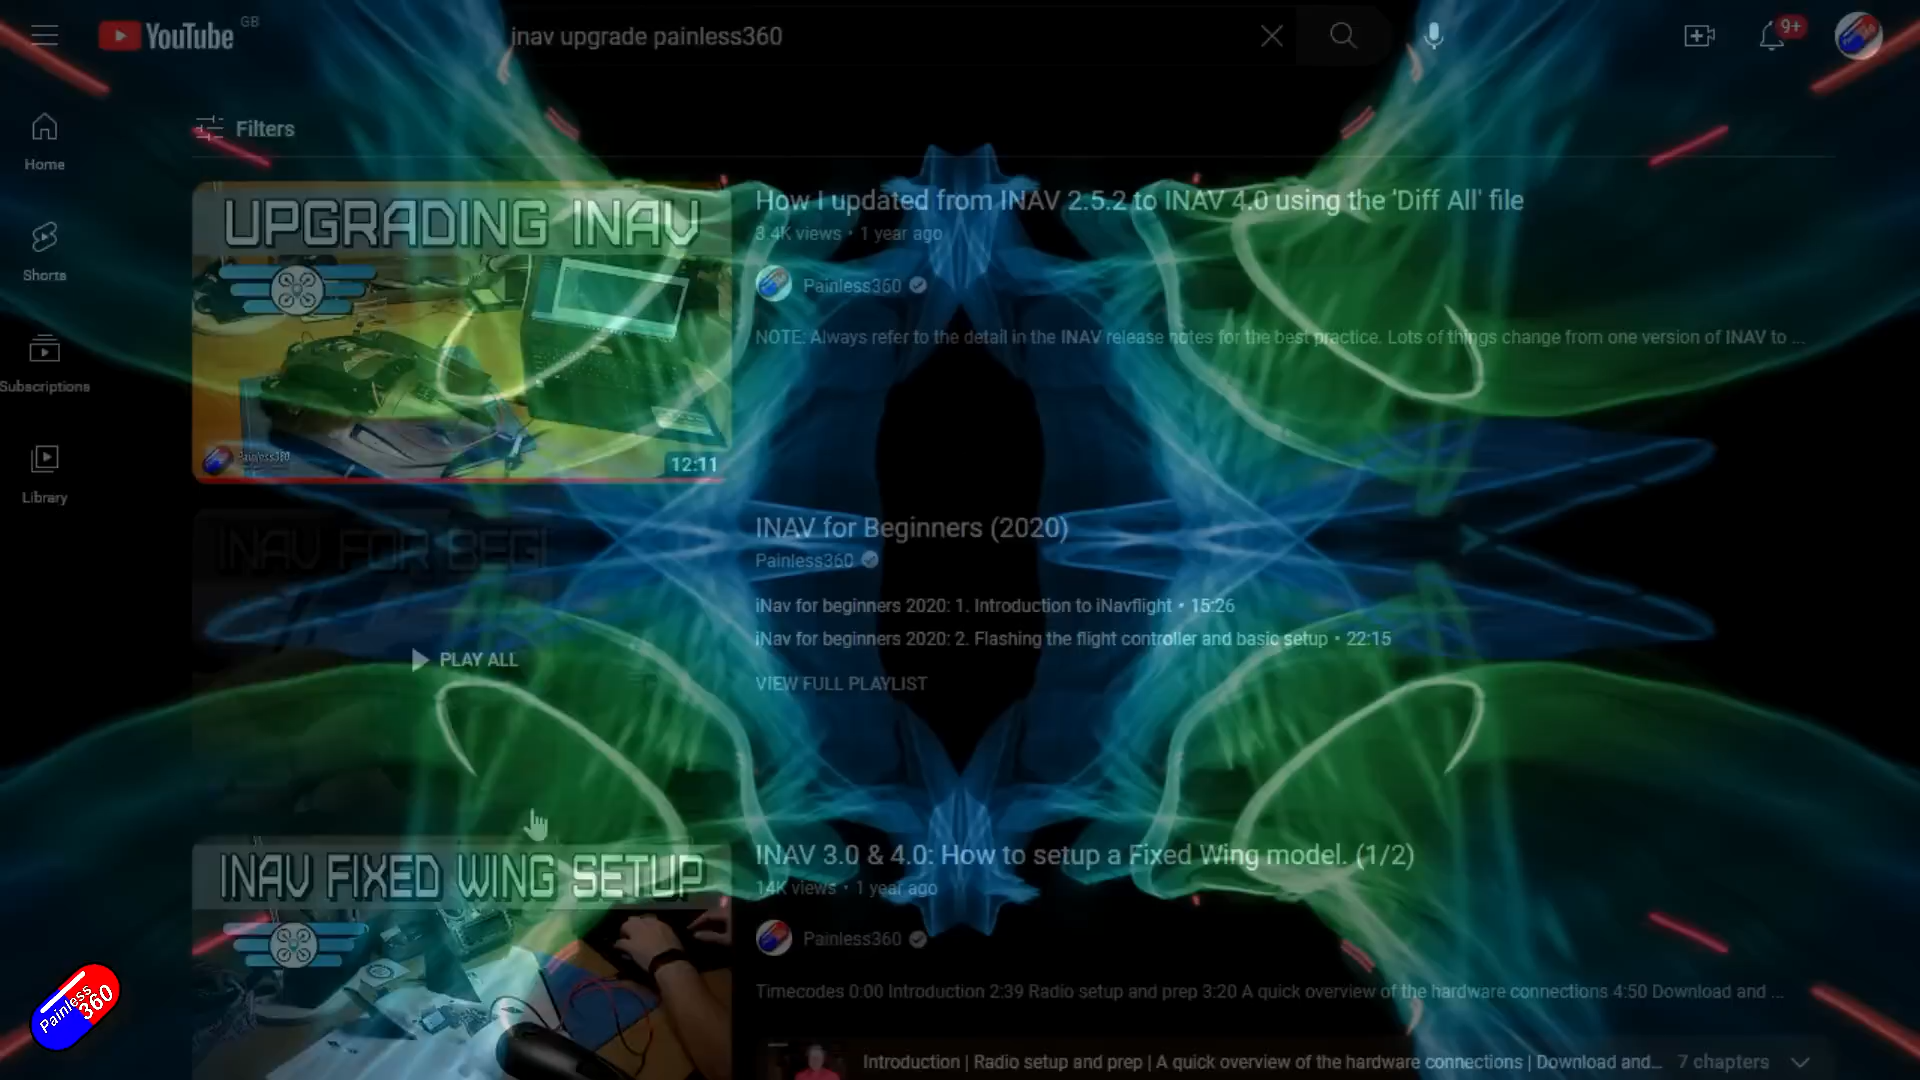 YouTube GB
inav upgrade painless360
9+
Filters
Home
Shorts
Subscriptions
Library
UPGRADING INAV
Painless360
12:11
How I updated from INAV 2.5.2 to INAV 4.0 using the 'Diff All' file
3.4K views • 1 year ago
Painless360
NOTE: Always refer to the detail in the INAV release notes for the best practice. Lots of things change from one version of INAV to ...
INAV FOR BEGI
PLAY ALL
INAV for Beginners (2020)
Painless360
iNav for beginners 2020: 1. Introduction to iNavflight • 15:26
iNav for beginners 2020: 2. Flashing the flight controller and basic setup • 22:15
VIEW FULL PLAYLIST
INAV FIXED WING SETUP
INAV 3.0 & 4.0: How to setup a Fixed Wing model. (1/2)
14K views • 1 year ago
Painless360
Timecodes 0:00 Introduction 2:39 Radio setup and prep 3:20 A quick overview of the hardware connections 4:50 Download and ...
Introduction | Radio setup and prep | A quick overview of the hardware connections | Download and... 7 chapters
Painless
360